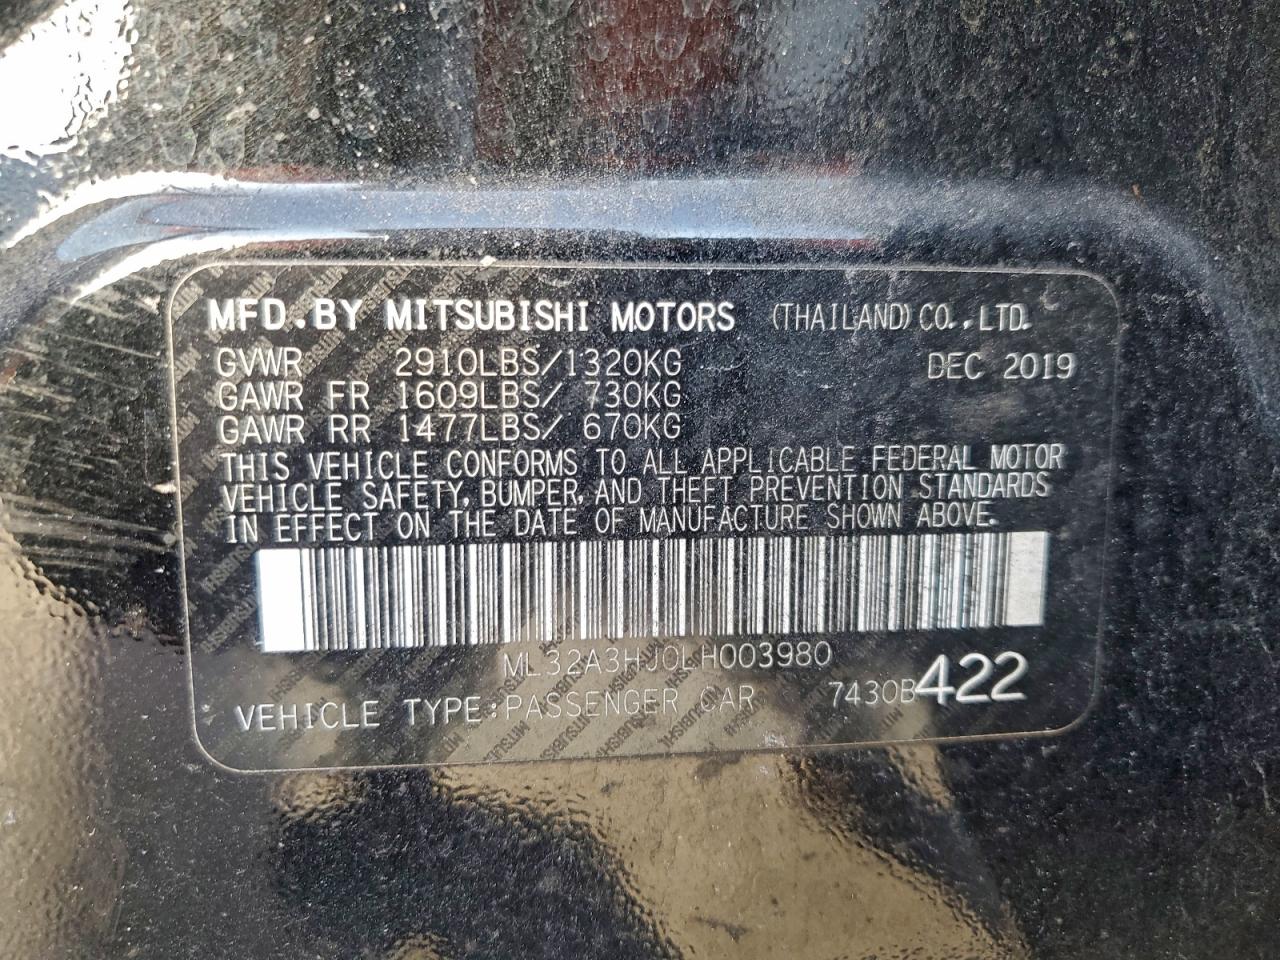 MFD.BY MITSUBISHI MOTORS (THAILAND) CO.,LTD.
GVWR 2910LBS/1320KG DEC 2019
GAWR FR 1609LBS/ 730KG
GAWR RR 1477LBS/ 670KG
THIS VEHICLE CONFORMS TO ALL APPLICABLE FEDERAL MOTOR
VEHICLE SAFETY, BUMPER, AND THEFT PREVENTION STANDARDS
IN EFFECT ON THE DATE OF MANUFACTURE SHOWN ABOVE.
ML32A3HJ0LH003980
VEHICLE TYPE:PASSENGER CAR 7430B422